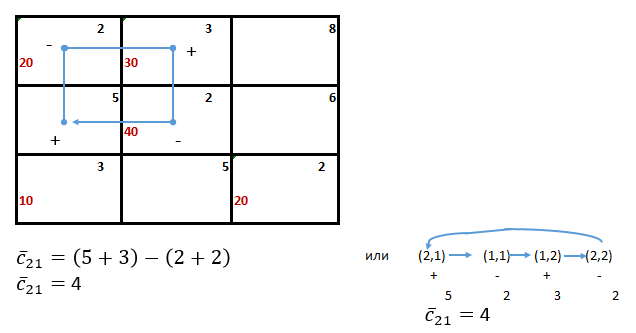 2 3 8
- +
20 30
5 2 6
40
+ -
3 5 2
10 20
c̄₂₁ = (5 + 3) − (2 + 2)
c̄₂₁ = 4
или (2,1) (1,1) (1,2) (2,2)
+ - + -
5 2 3 2
c̄₂₁ = 4